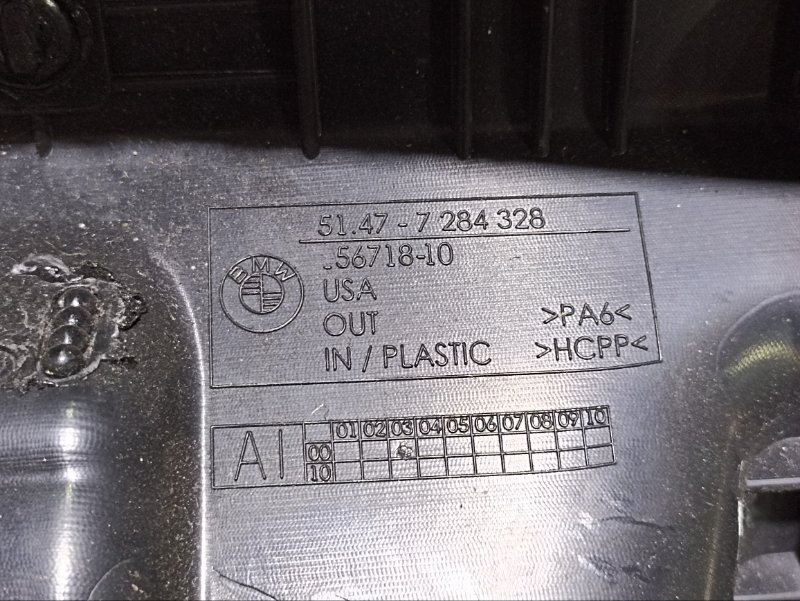 51.47 - 7 284 328
.56718-10
BMW
USA
OUT >PA6<
IN / PLASTIC >HCPP<
AI
01 02 03 04 05 06 07 08 09 10
00
10